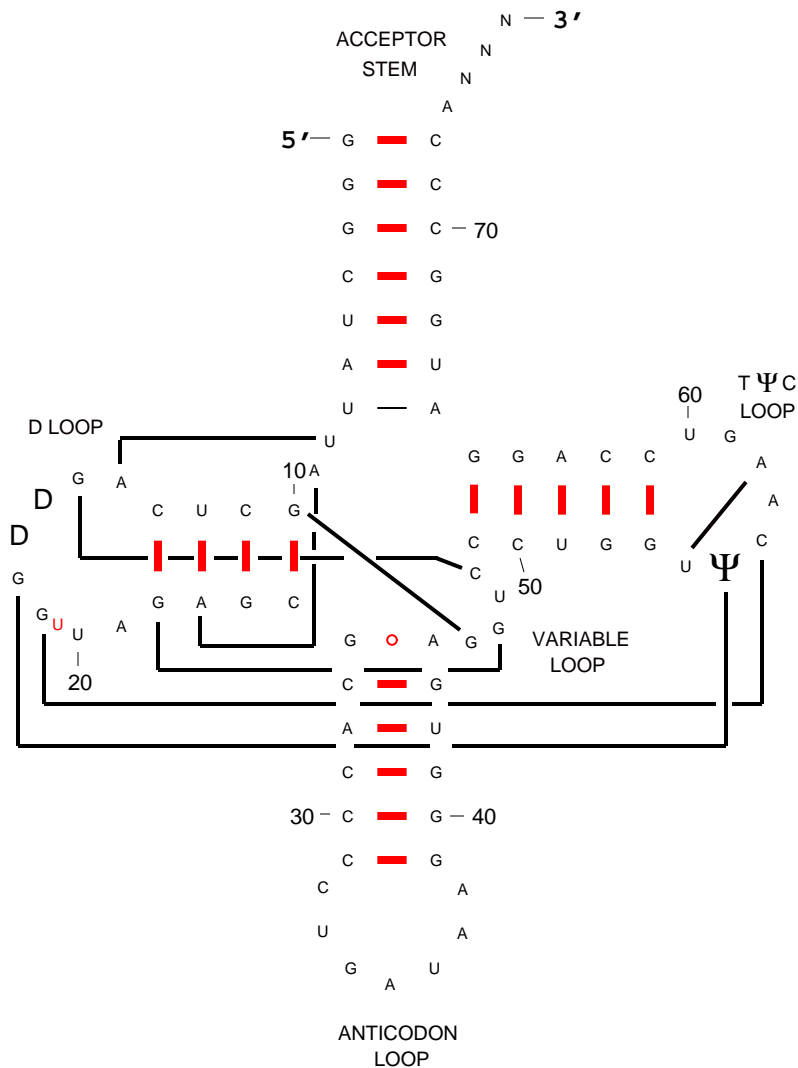 N 3'
ACCEPTOR
STEM
N
N
A
5' G C
G C
G C 70
C G
U G
A U
U A
T Ψ C
LOOP
60
D LOOP
U
U G
G A A 10 G G A C C A
D A
D C U C G C C U G G U Ψ C
G C 50
G U U A G A G C U
20
G A G G
VARIABLE
LOOP
C G
A U
C G
30 C G 40
C G
C A
U A
G A U
ANTICODON
LOOP